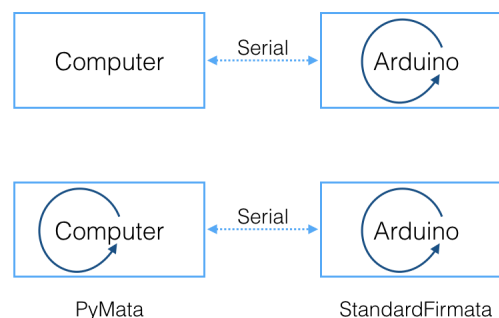 Computer
Serial
Arduino
Computer
Serial
Arduino
PyMata
StandardFirmata